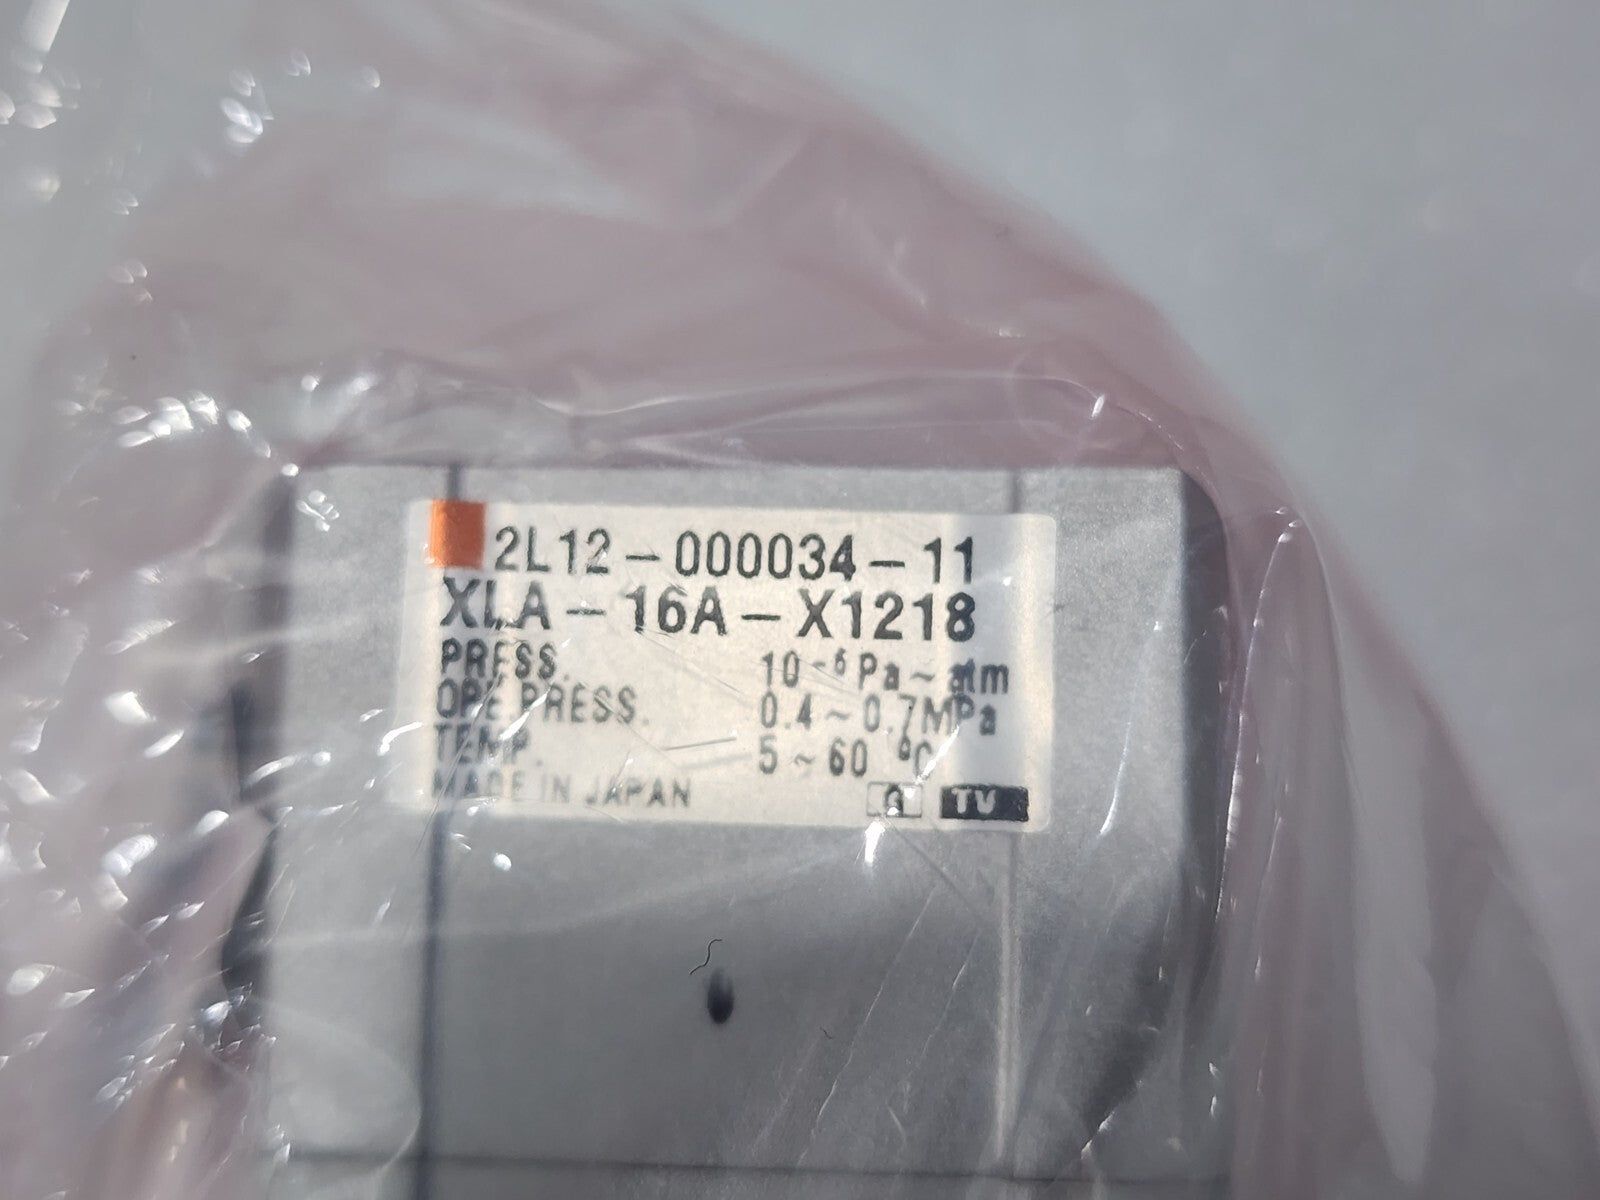 2L12-000034-11
XLA-16A-X1218
PRESS. 10⁻⁶Pa~atm
OPE PRESS. 0.4~0.7MPa
TEMP. 5~60 ℃
MADE IN JAPAN TV